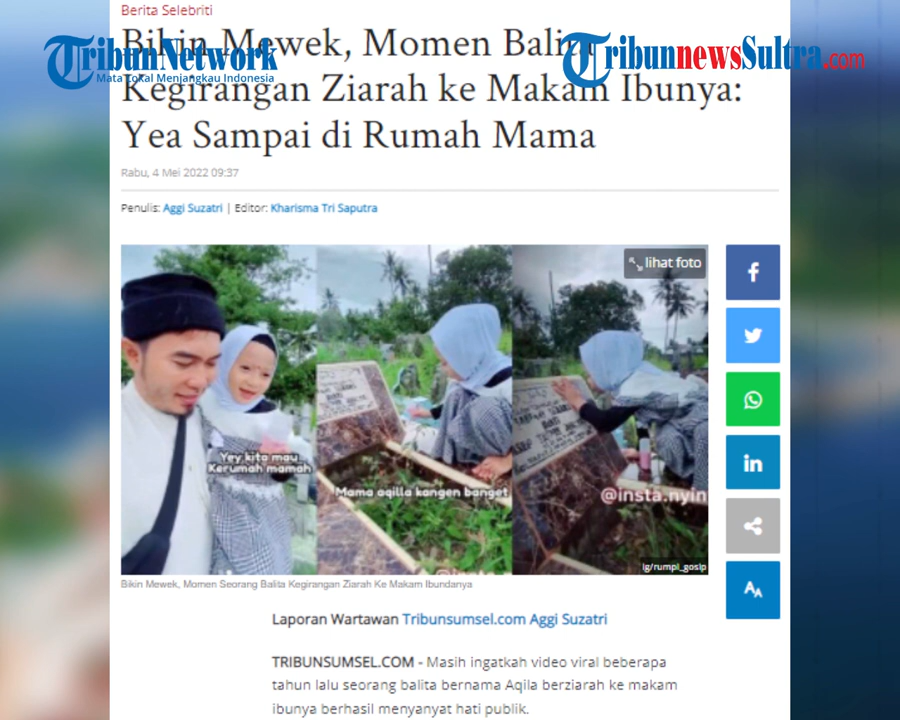 Berita Selebriti
Bikin Mewek, Momen Balita
TribunNetwork
Mata Lokal Menjangkau Indonesia
TribunnewsSultra.com
Kegirangan Ziarah ke Makam Ibunya:
Yea Sampai di Rumah Mama
Rabu, 4 Mei 2022 09:37
Penulis: Aggi Suzatri | Editor: Kharisma Tri Saputra
lihat foto
Yey kita mau
Kerumah mamah
Mama aqilla kangen banget
@insta.nyin
ig/rumpi_gosip
Bikin Mewek, Momen Seorang Balita Kegirangan Ziarah Ke Makam Ibundanya
Laporan Wartawan Tribunsumsel.com Aggi Suzatri
TRIBUNSUMSEL.COM - Masih ingatkah video viral beberapa
tahun lalu seorang balita bernama Aqila berziarah ke makam
ibunya berhasil menyanyat hati publik.